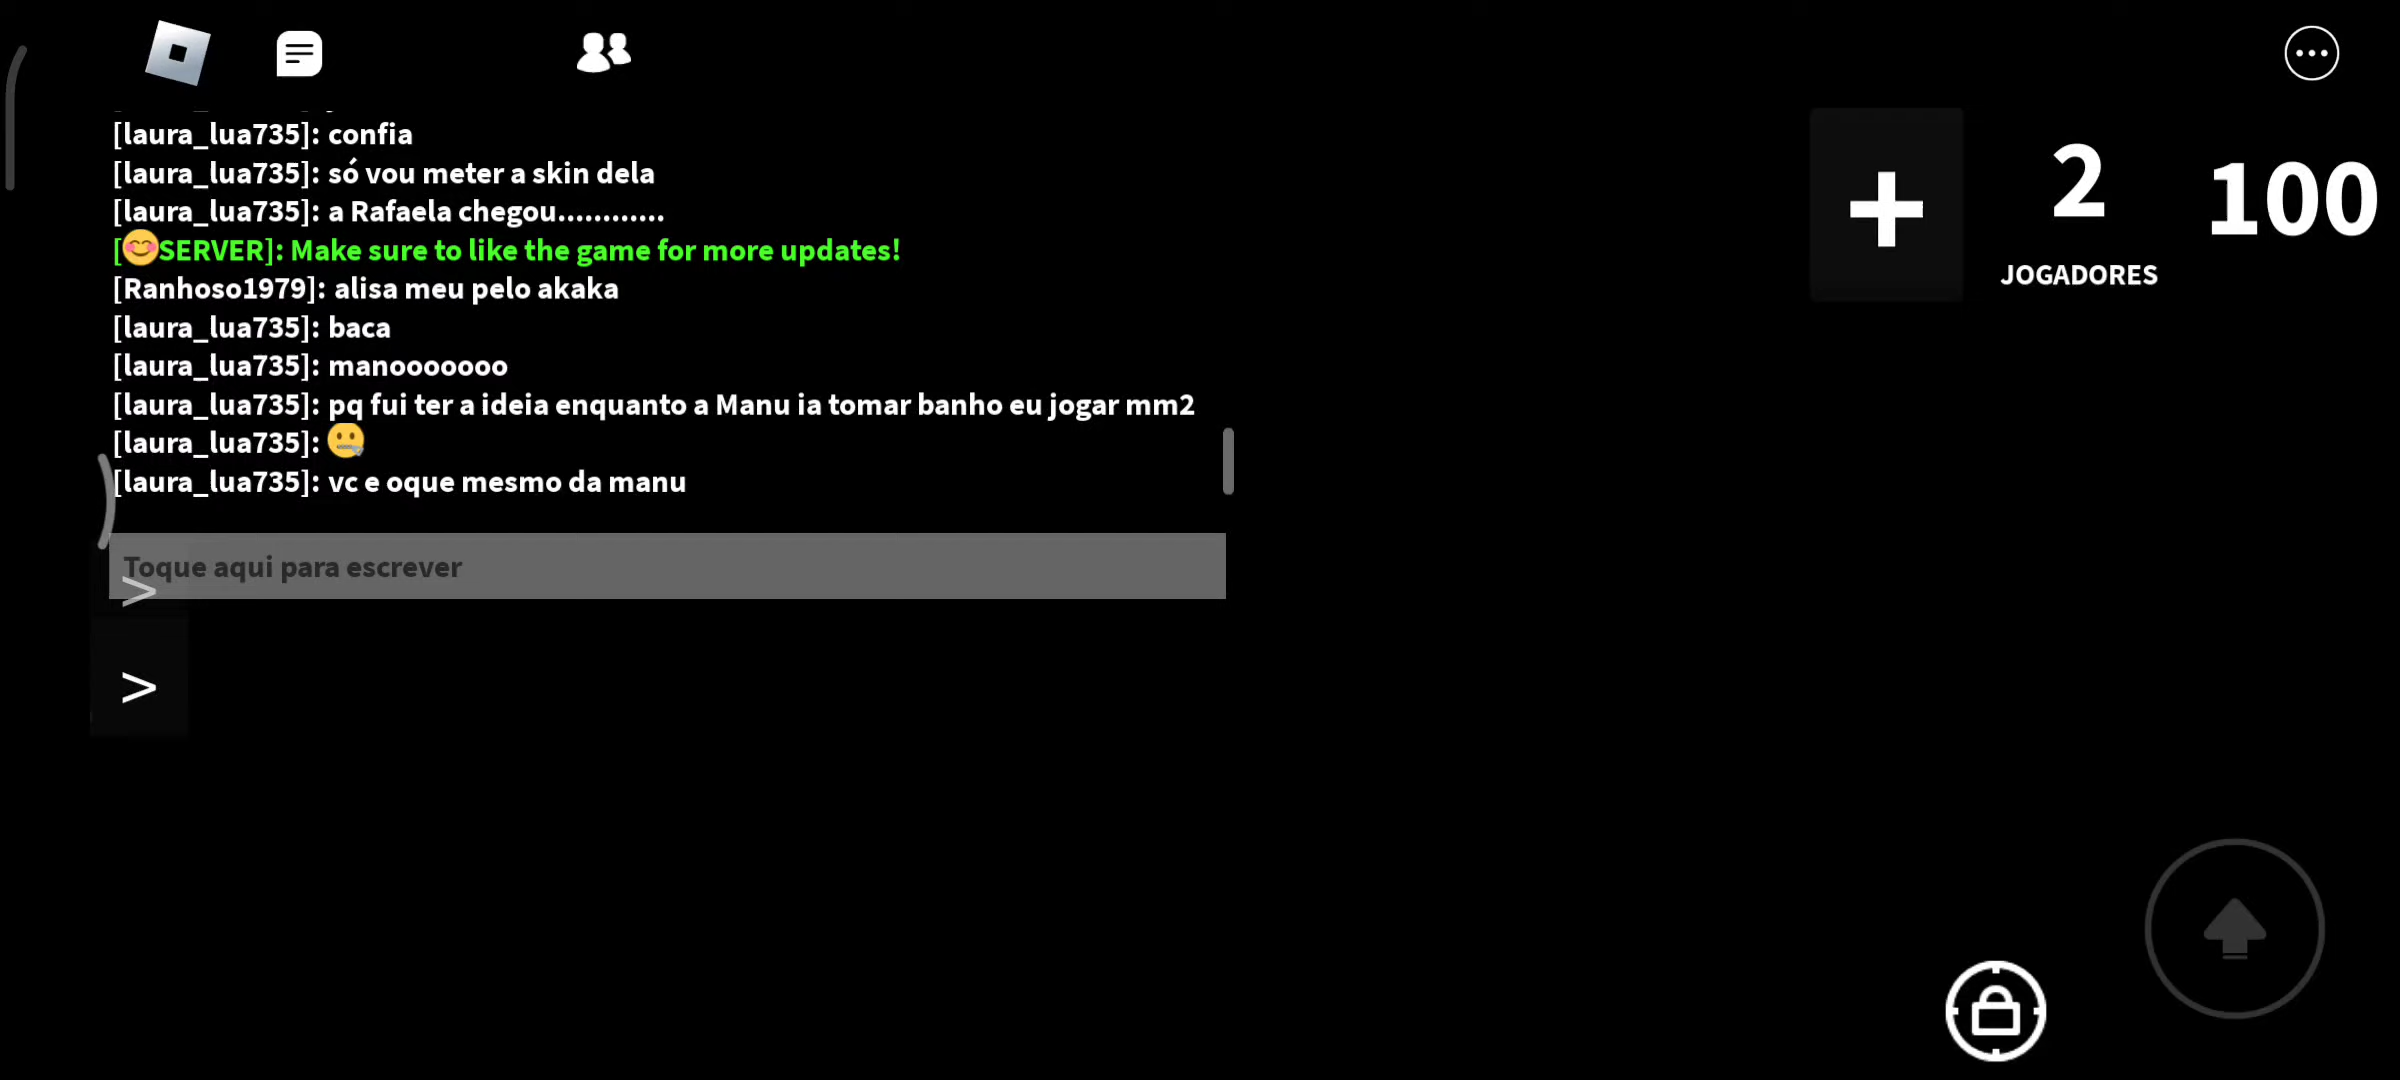 [laura_lua735]: confia
[laura_lua735]: só vou meter a skin dela
[laura_lua735]: a Rafaela chegou............
[😊SERVER]: Make sure to like the game for more updates!
[Ranhoso1979]: alisa meu pelo akaka
[laura_lua735]: baca
[laura_lua735]: manooooooo
[laura_lua735]: pq fui ter a ideia enquanto a Manu ia tomar banho eu jogar mm2
[laura_lua735]: 🤐
[laura_lua735]: vc e oque mesmo da manu
Toque aqui para escrever
>
>
+
2
JOGADORES
100